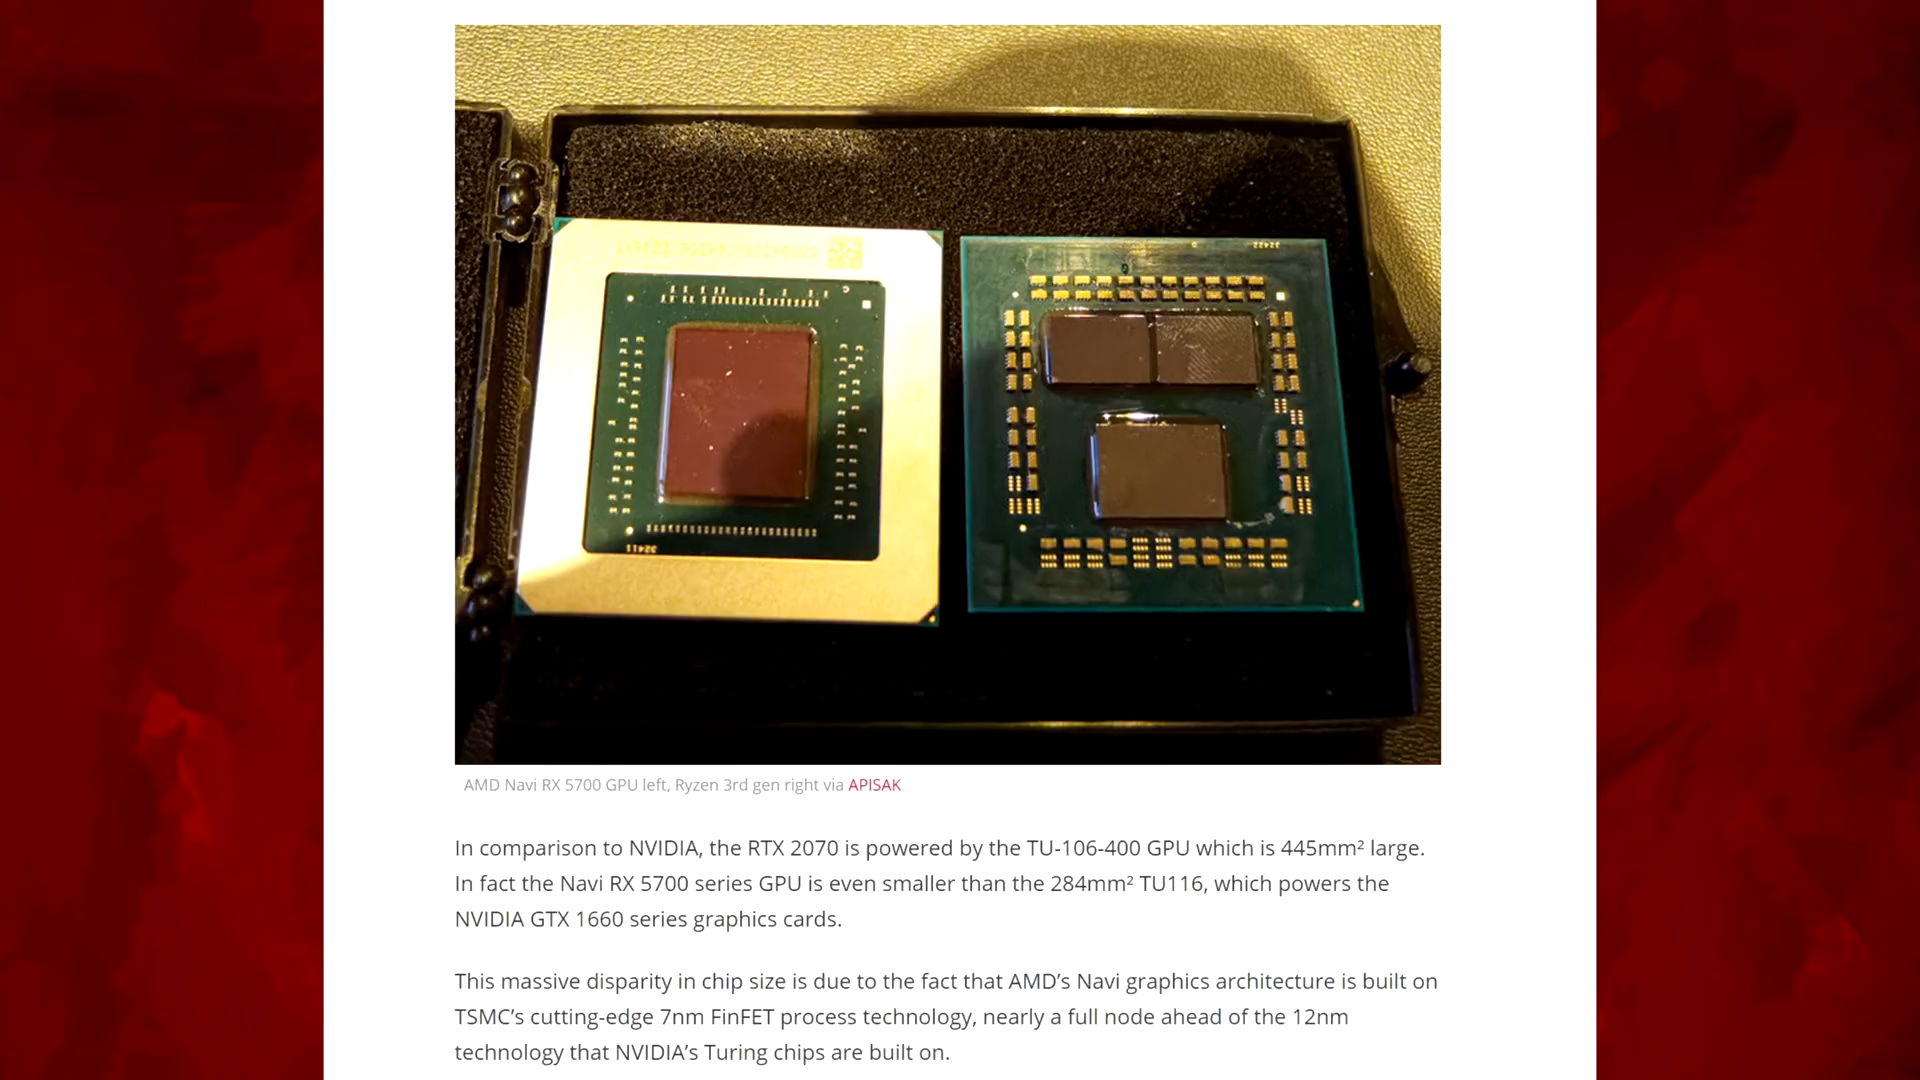 AMD Navi RX 5700 GPU left, Ryzen 3rd gen right via APISAK
In comparison to NVIDIA, the RTX 2070 is powered by the TU-106-400 GPU which is 445mm² large.
In fact the Navi RX 5700 series GPU is even smaller than the 284mm² TU116, which powers the
NVIDIA GTX 1660 series graphics cards.
This massive disparity in chip size is due to the fact that AMD’s Navi graphics architecture is built on
TSMC’s cutting-edge 7nm FinFET process technology, nearly a full node ahead of the 12nm
technology that NVIDIA’s Turing chips are built on.